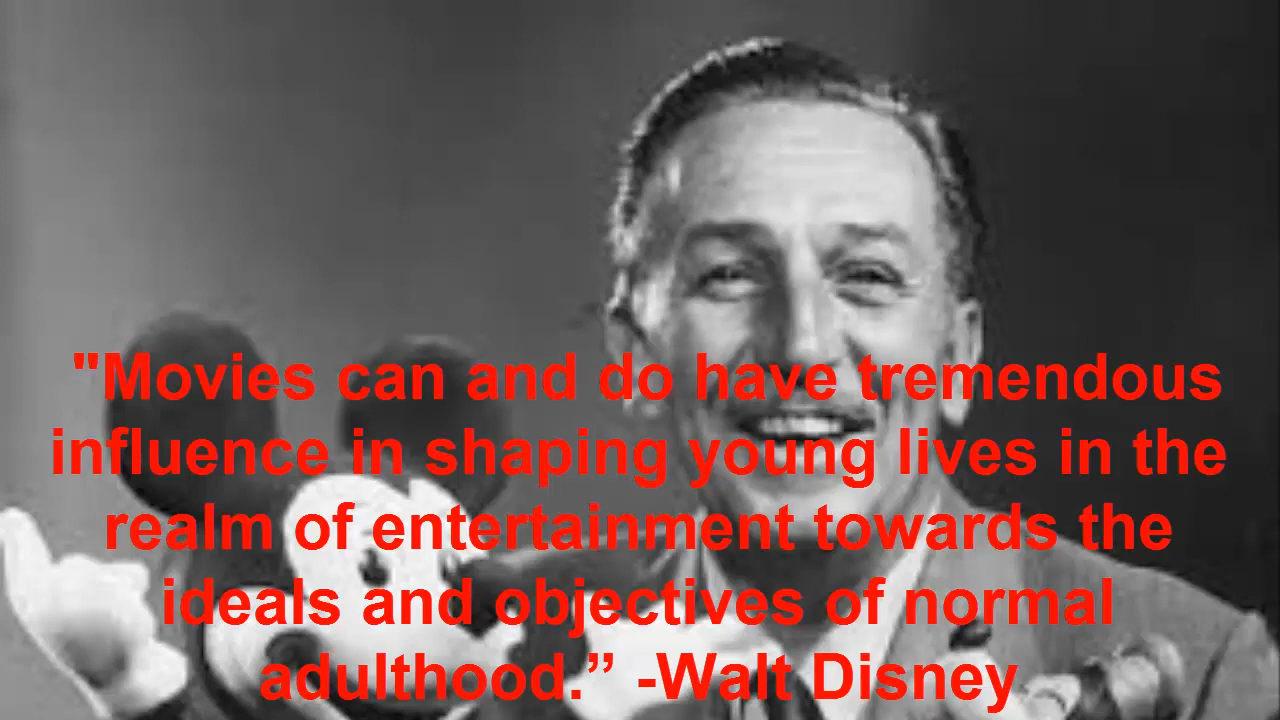 "Movies can and do have tremendous
influence in shaping young lives in the
realm of entertainment towards the
ideals and objectives of normal
adulthood.” -Walt Disney